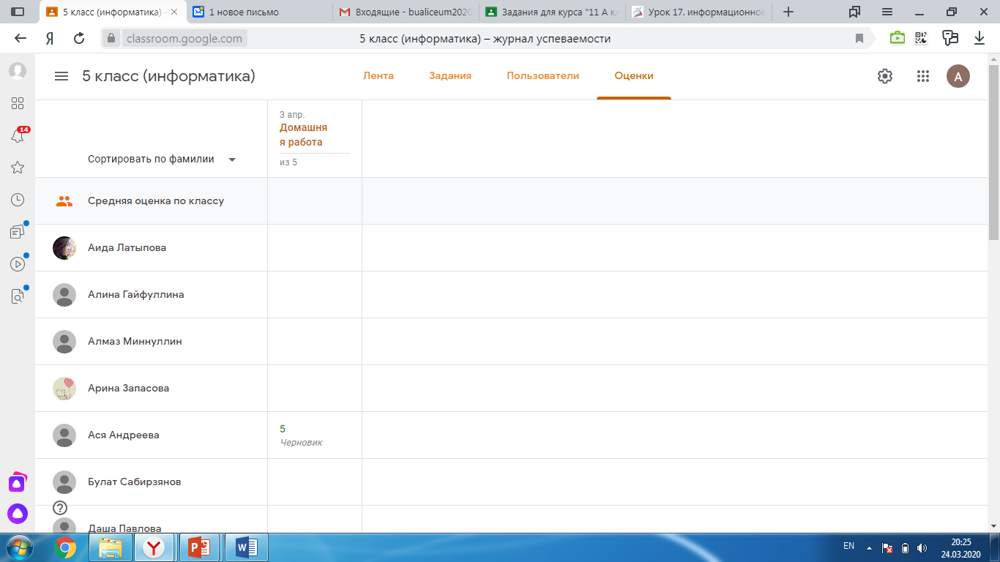 5 класс (информатика) -
1 новое письмо
Входящие - bualiceum2020
Задания для курса "11 А кл
Урок 17. информационное
Я
classroom.google.com
5 класс (информатика) – журнал успеваемости
5 класс (информатика)
Лента
Задания
Пользователи
Оценки
А
14
3 апр.
Домашня
я работа
из 5
Сортировать по фамилии
Средняя оценка по классу
Аида Латыпова
Алина Гайфуллина
Алмаз Миннуллин
Арина Запасова
Ася Андреева
5
Черновик
Булат Сабирзянов
Даша Павлова
EN
20:25
24.03.2020